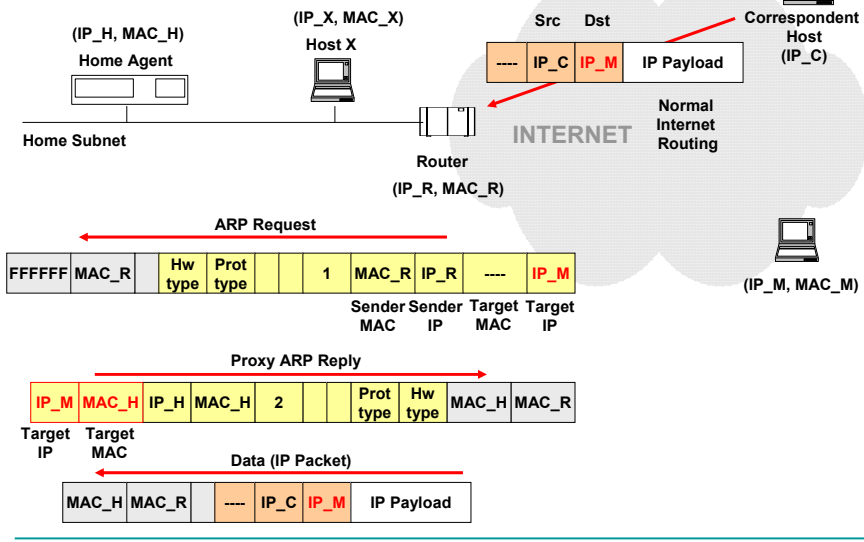 (IP_H, MAC_H)
Home Agent
(IP_X, MAC_X)
Host X
Src Dst
---- IP_C IP_M IP Payload
Correspondent
Host
(IP_C)
Normal
Internet
Routing
INTERNET
Home Subnet
Router
(IP_R, MAC_R)
(IP_M, MAC_M)
ARP Request
FFFFFF MAC_R Hw type Prot type 1 MAC_R IP_R ---- IP_M
Sender MAC Sender IP Target MAC Target IP
Proxy ARP Reply
IP_M MAC_H IP_H MAC_H 2 Prot type Hw type MAC_H MAC_R
Target IP Target MAC
Data (IP Packet)
MAC_H MAC_R ---- IP_C IP_M IP Payload